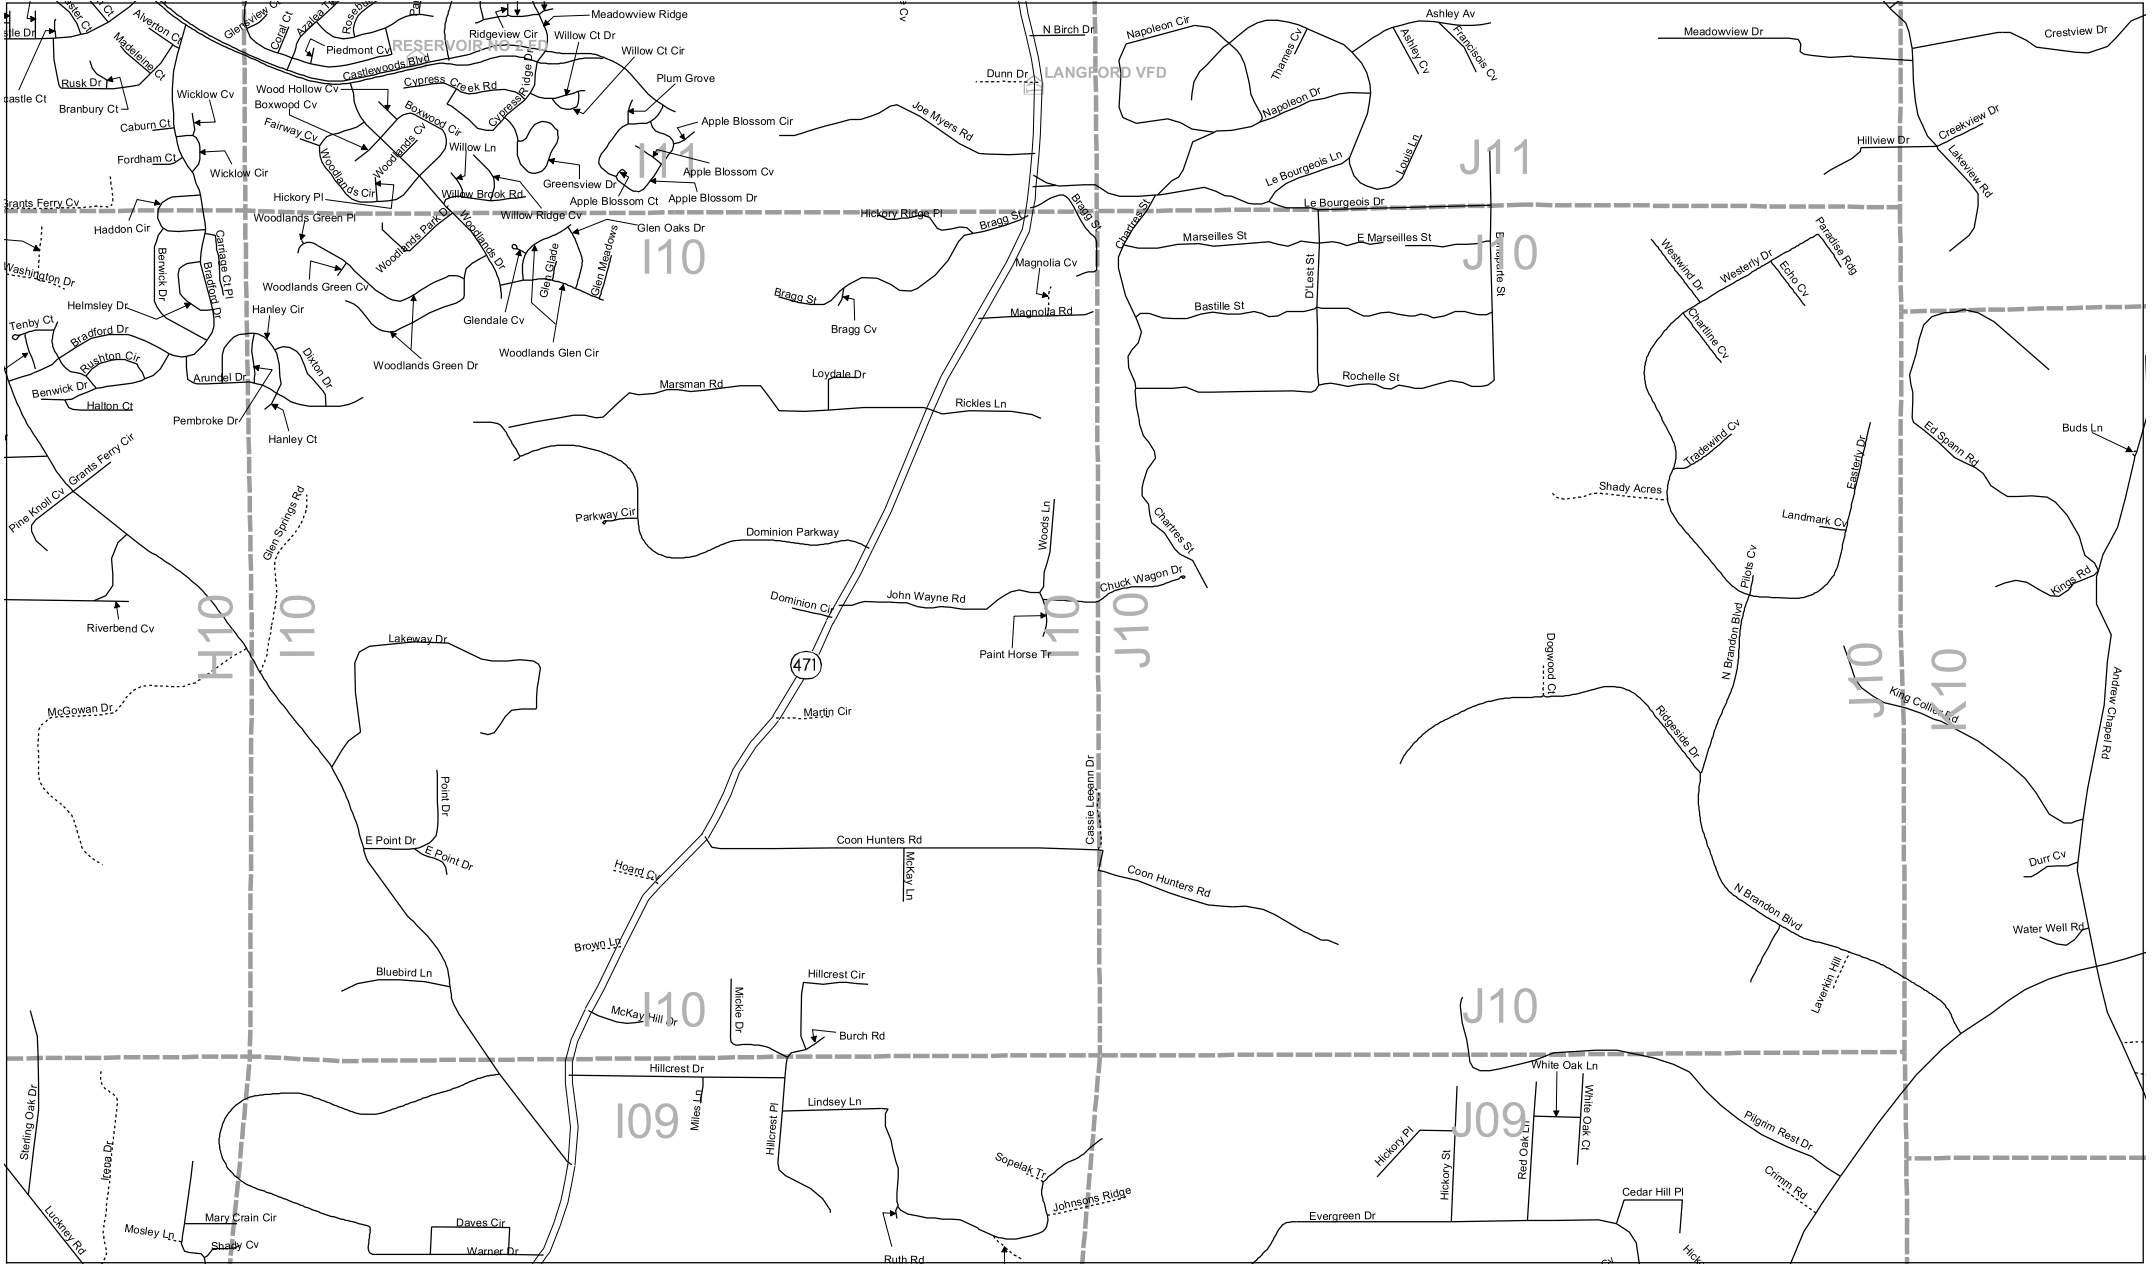 Alverton Ct
Madeleine Ct
Rusk Dr
Branbury Ct
castle Ct
Coral Ct
Piedmont Cv
RESERVOIR NO 2 FD
Ridgeview Cir
Meadowview Ridge
Willow Ct Dr
Willow Ct Cir
Castlewoods Blvd
Cypress Creek Rd
Cypress Ridge Dr
Plum Grove
Wood Hollow Cv
Boxwood Cv
Boxwood Cir
Fairway Cv
Woodlands Cv
Woodlands Cir
Wicklow Cv
Caburn Ct
Fordham Ct
Wicklow Cir
Willow Ln
Willow Brook Rd
Willow Ridge Cv
Greensview Dr
Apple Blossom Cir
Apple Blossom Cv
Apple Blossom Dr
Apple Blossom Ct
I11
Hickory Pl
Woodlands Green Pl
Grants Ferry Cv
Haddon Cir
Berwick Dr
Carriage Ct Pl
Bradford Dr
Washington Dr
Helmsley Dr
Woodlands Park Dr
Woodlands Dr
Woodlands Green Cv
Woodlands Green Dr
Glen Oaks Dr
Glen Glade
Glen Meadows
Glendale Cv
Woodlands Glen Cir
I10
Hanley Cir
Tenby Ct
Bradford Dr
Rushton Cir
Benwick Dr
Halton Ct
Arundel Dr
Dixton Dr
Pembroke Dr
Hanley Ct
N Birch Dr
Dunn Dr
LANGFORD VFD
Joe Myers Rd
Napoleon Cir
Thames Cv
Napoleon Dr
Ashley Av
Ashley Cv
Francisois Cv
Le Bourgeois Ln
Louis Ln
Le Bourgeois Dr
J11
Meadowview Dr
Crestview Dr
Hillview Dr
Creekview Dr
Lakeview Rd
Hickory Ridge Pl
Bragg St
Bragg St
Bragg St
Bragg Cv
Magnolia Cv
Magnolia Rd
Chartres St
Marseilles St
E Marseilles St
J10
D'Lest St
Bastille St
Rochelle St
Westwind Dr
Westerly Dr
Paradise Rdg
Echo Cv
Chartline Cv
Marsman Rd
Loydale Dr
Rickles Ln
Grants Ferry Cir
Pine Knoll Cv
Glen Springs Rd
Parkway Cir
Dominion Parkway
Woods Ln
Chartres St
Chuck Wagon Dr
John Wayne Rd
Dominion Cir
Paint Horse Tr
Tradewind Cv
Shady Acres
Easterly Dr
Landmark Cv
Pilots Cv
N Brandon Blvd
Ed Spann Rd
Buds Ln
Kings Rd
Riverbend Cv
H10
I10
I10
J10
J10
K10
McGowan Dr
Lakeway Dr
471
Martin Cir
Dogwood Ct
Ridgeside Dr
King Collier Rd
Andrew Chapel Rd
Point Dr
E Point Dr
E Point Dr
Cassie Leeann Dr
Coon Hunters Rd
McKay Ln
Coon Hunters Rd
Hoard Cv
Brown Ln
Durr Cv
Water Well Rd
N Brandon Blvd
Laverkin Hill
Bluebird Ln
McKay Hill Dr
I10
Mickie Dr
Hillcrest Cir
Burch Rd
J10
Hillcrest Dr
Miles Ln
Hillcrest Pl
Lindsey Ln
I09
Sterling Oak Dr
Irena Dr
Luckney Rd
Mosley Ln
Mary Crain Cir
Shady Cv
Daves Cir
Warner Dr
Sopelak Tr
Johnsons Ridge
Ruth Rd
White Oak Ln
White Oak Ct
J09
Red Oak Ln
Hickory Pl
Hickory St
Evergreen Dr
Cedar Hill Pl
Pilgrim Rest Dr
Crimm Rd